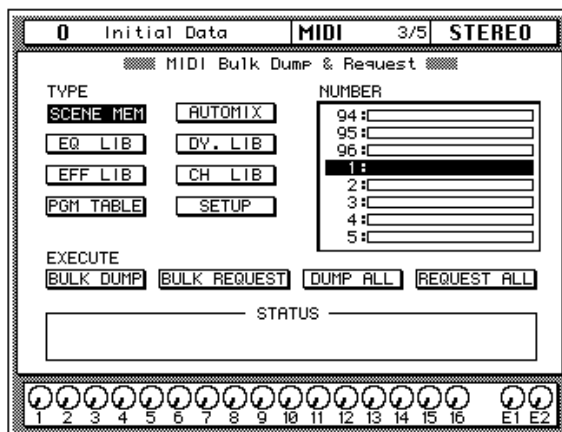 0 Initial Data MIDI 3/5 STEREO
MIDI Bulk Dump & Request
TYPE NUMBER
SCENE MEM AUTOMIX
EQ LIB DY. LIB
EFF LIB CH LIB
PGM TABLE SETUP
94:
95:
96:
1:
2:
3:
4:
5:
EXECUTE
BULK DUMP BULK REQUEST DUMP ALL REQUEST ALL
STATUS
1 2 3 4 5 6 7 8 9 10 11 12 13 14 15 16 E1 E2